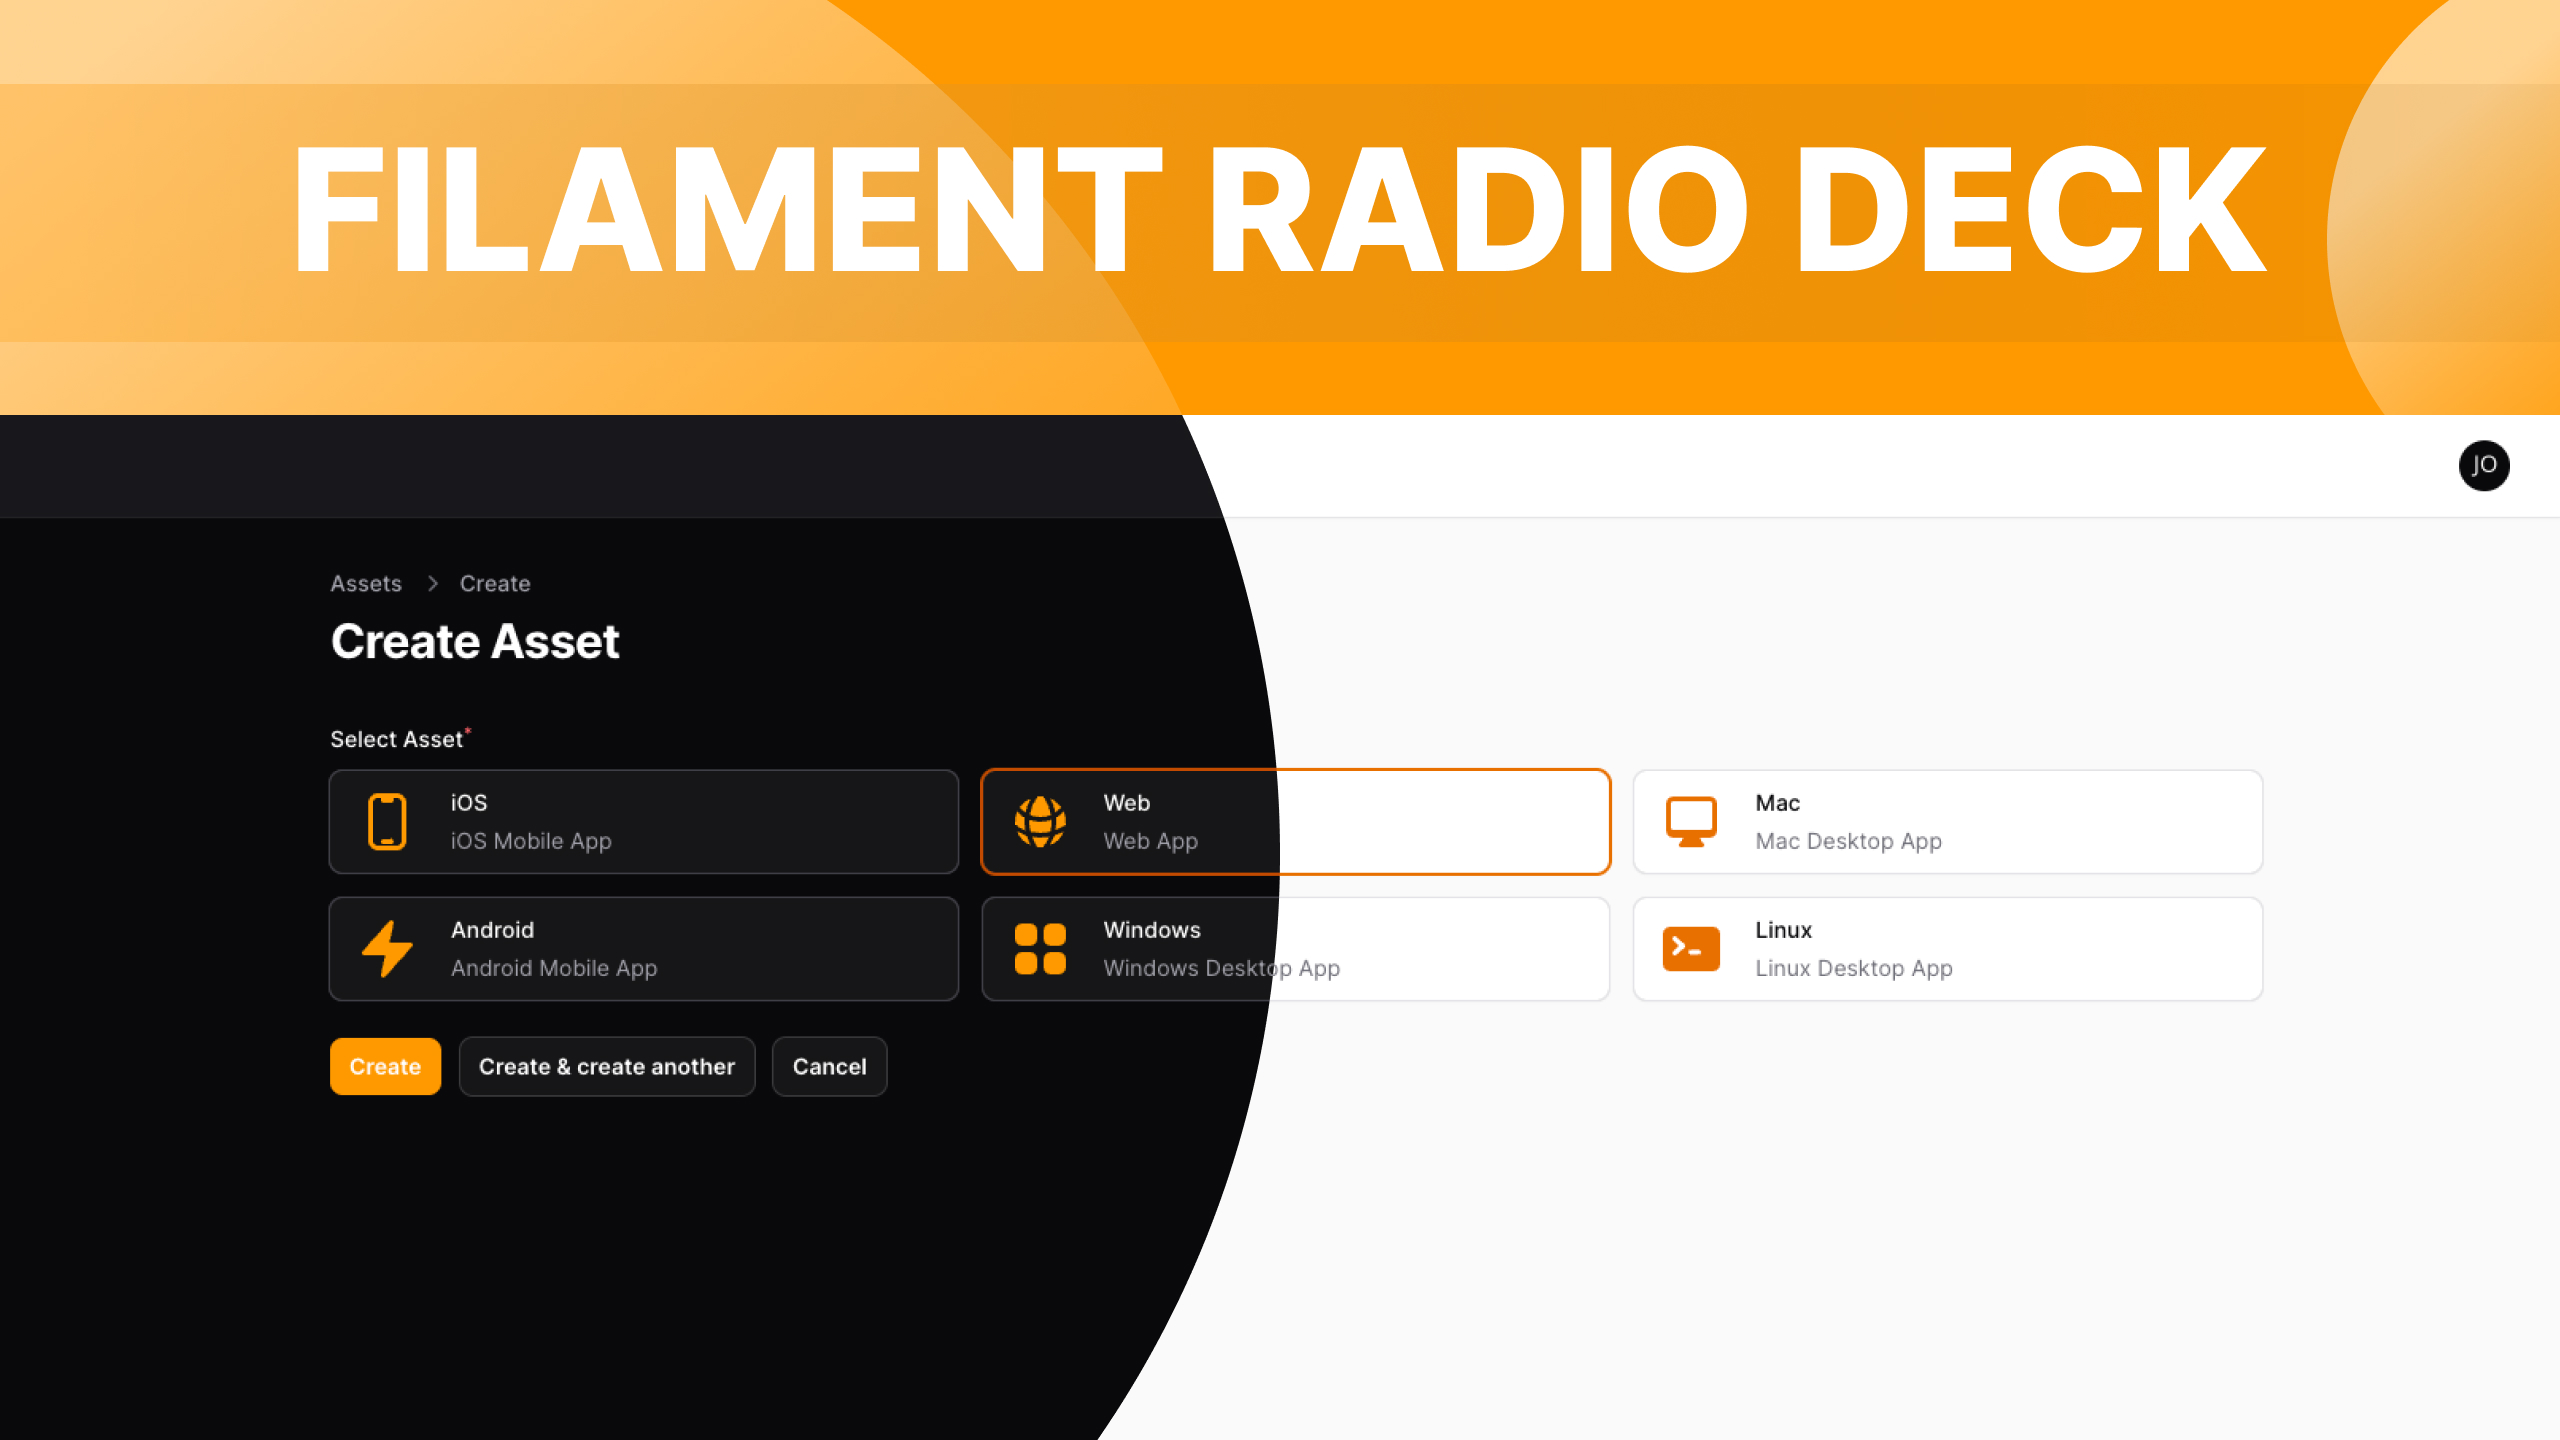 FILAMENT RADIO DECK
JO
Assets > Create
Create Asset
Select Asset*
iOS
iOS Mobile App
Web
Web App
Mac
Mac Desktop App
Android
Android Mobile App
Windows
Windows Desktop App
Linux
Linux Desktop App
Create
Create & create another
Cancel